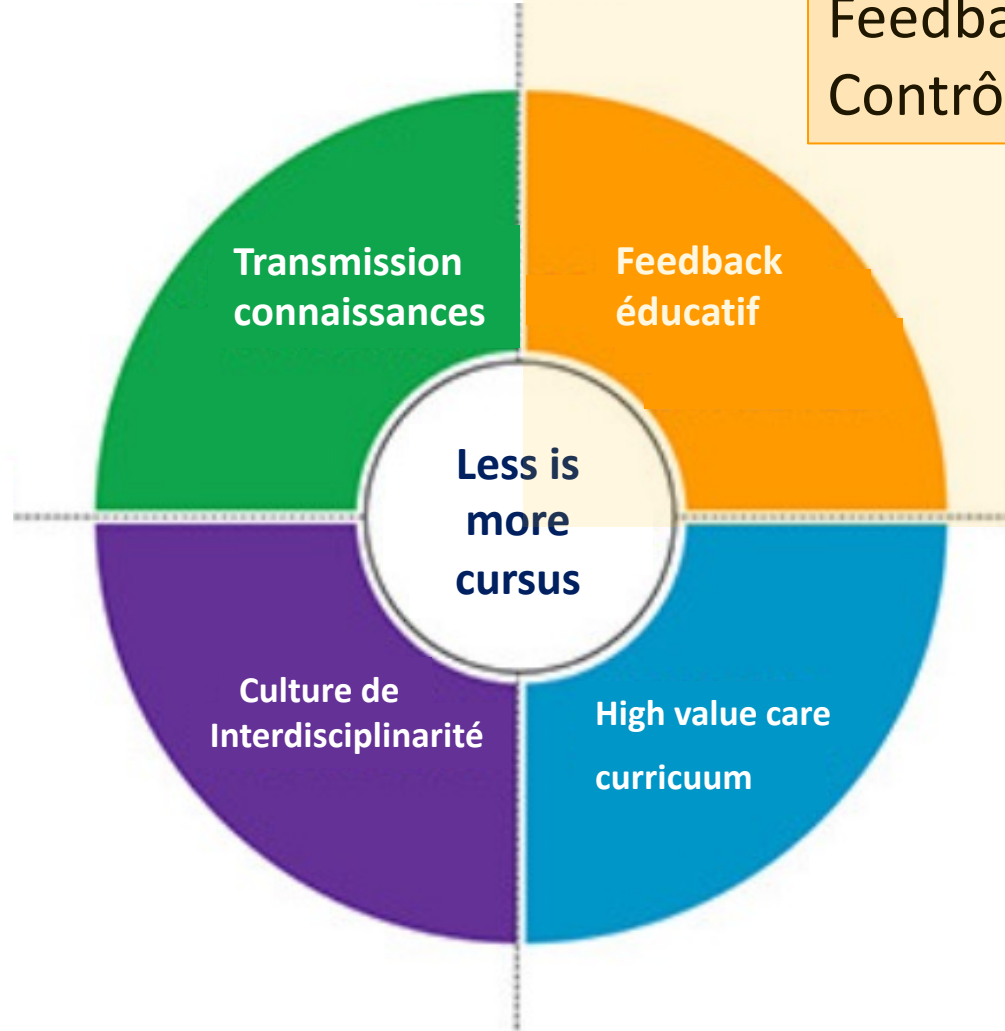 Feedba
Contrô
Transmission
connaissances
Feedback
éducatif
Less is
more
cursus
Culture de
Interdisciplinarité
High value care
curricuum